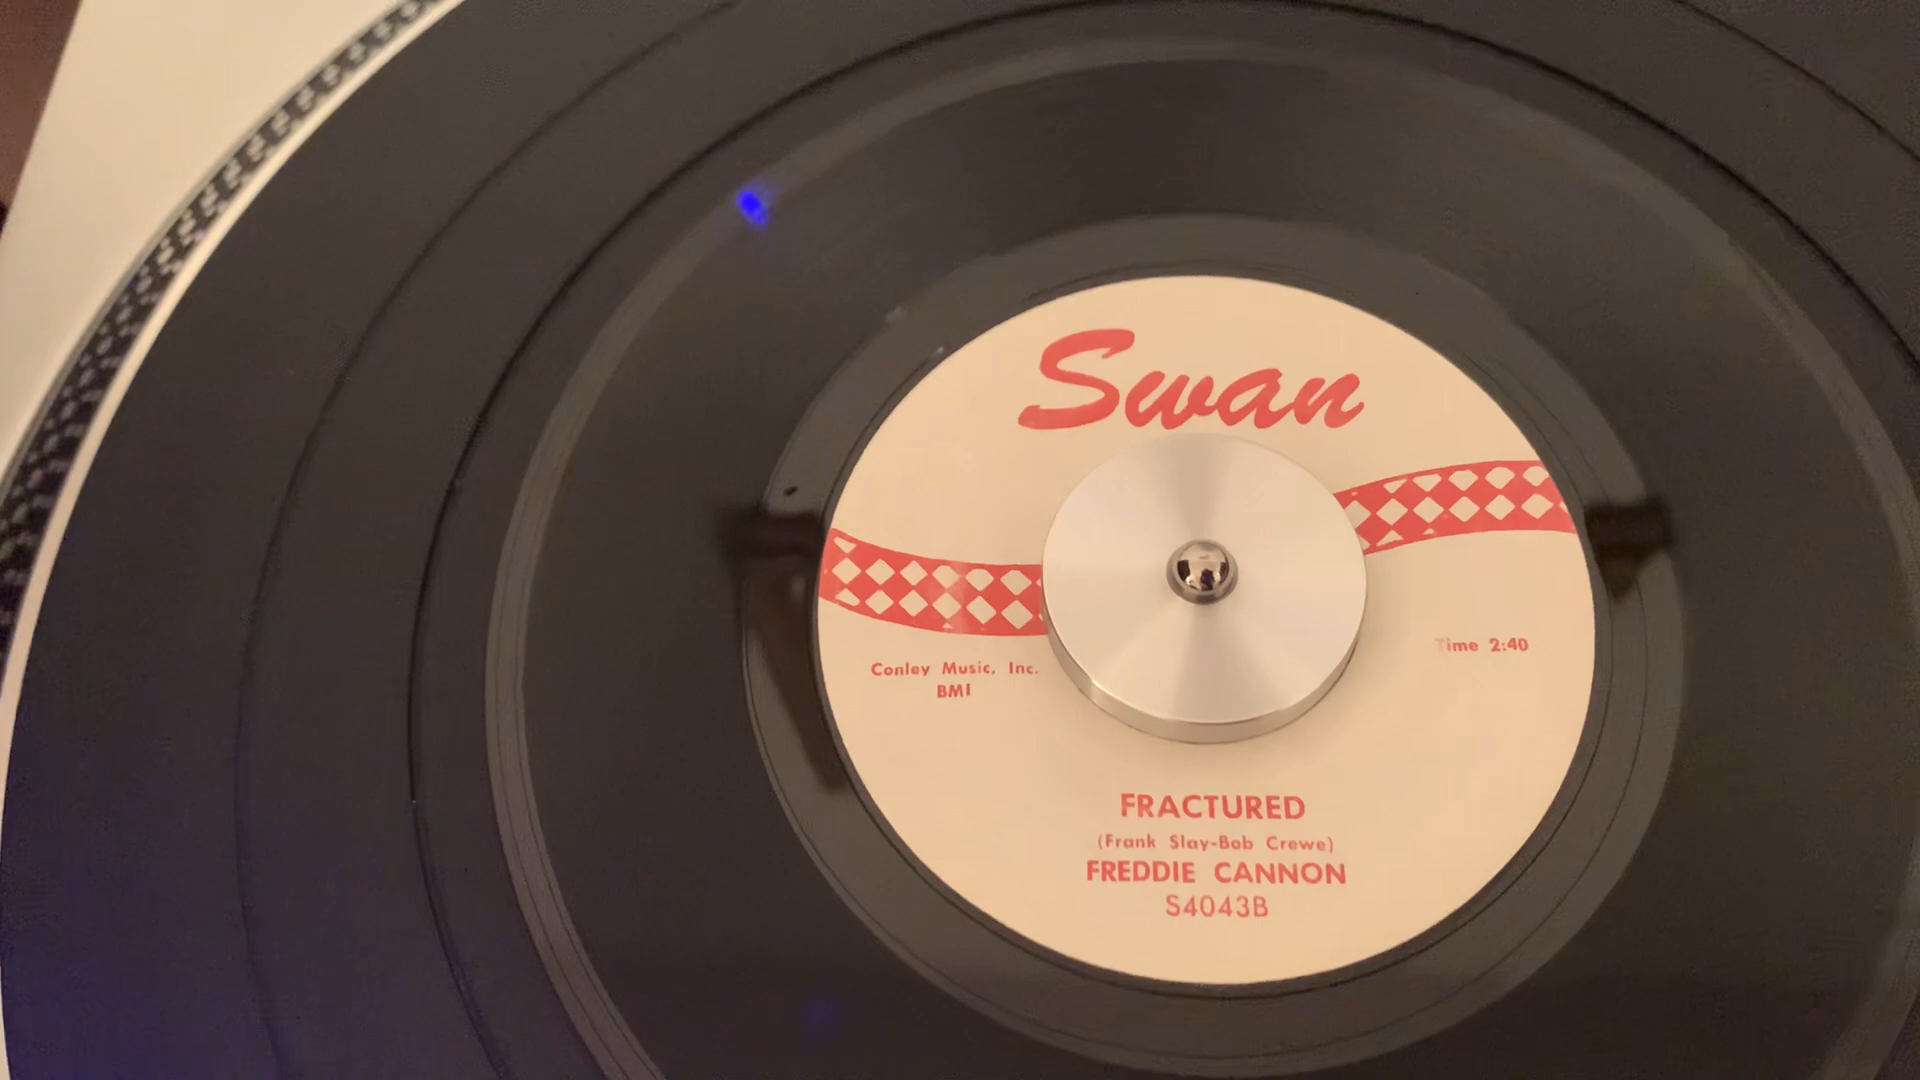 Swan
Conley Music, Inc.
BMI
Time 2:40
FRACTURED
(Frank Slay-Bob Crewe)
FREDDIE CANNON
S4043B